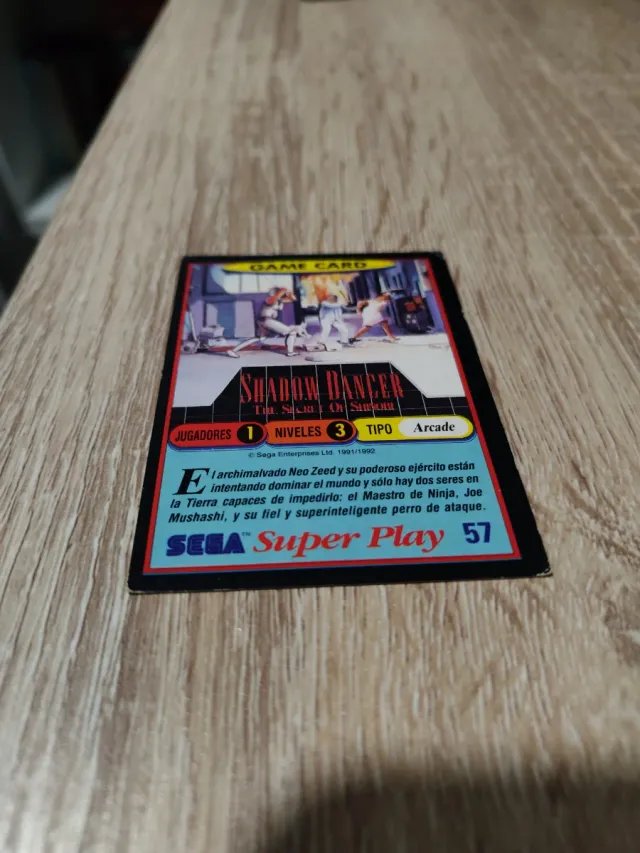 GAME CARD
SHADOW DANCER
THE SECRET OF SHINOBI
JUGADORES 1 NIVELES 3 TIPO Arcade
© Sega Enterprises Ltd. 1991/1992
El archimalvado Neo Zeed y su poderoso ejército están
intentando dominar el mundo y sólo hay dos seres en
la Tierra capaces de impedirlo: el Maestro de Ninja, Joe
Mushashi, y su fiel y superinteligente perro de ataque.
SEGA™ Super Play 57